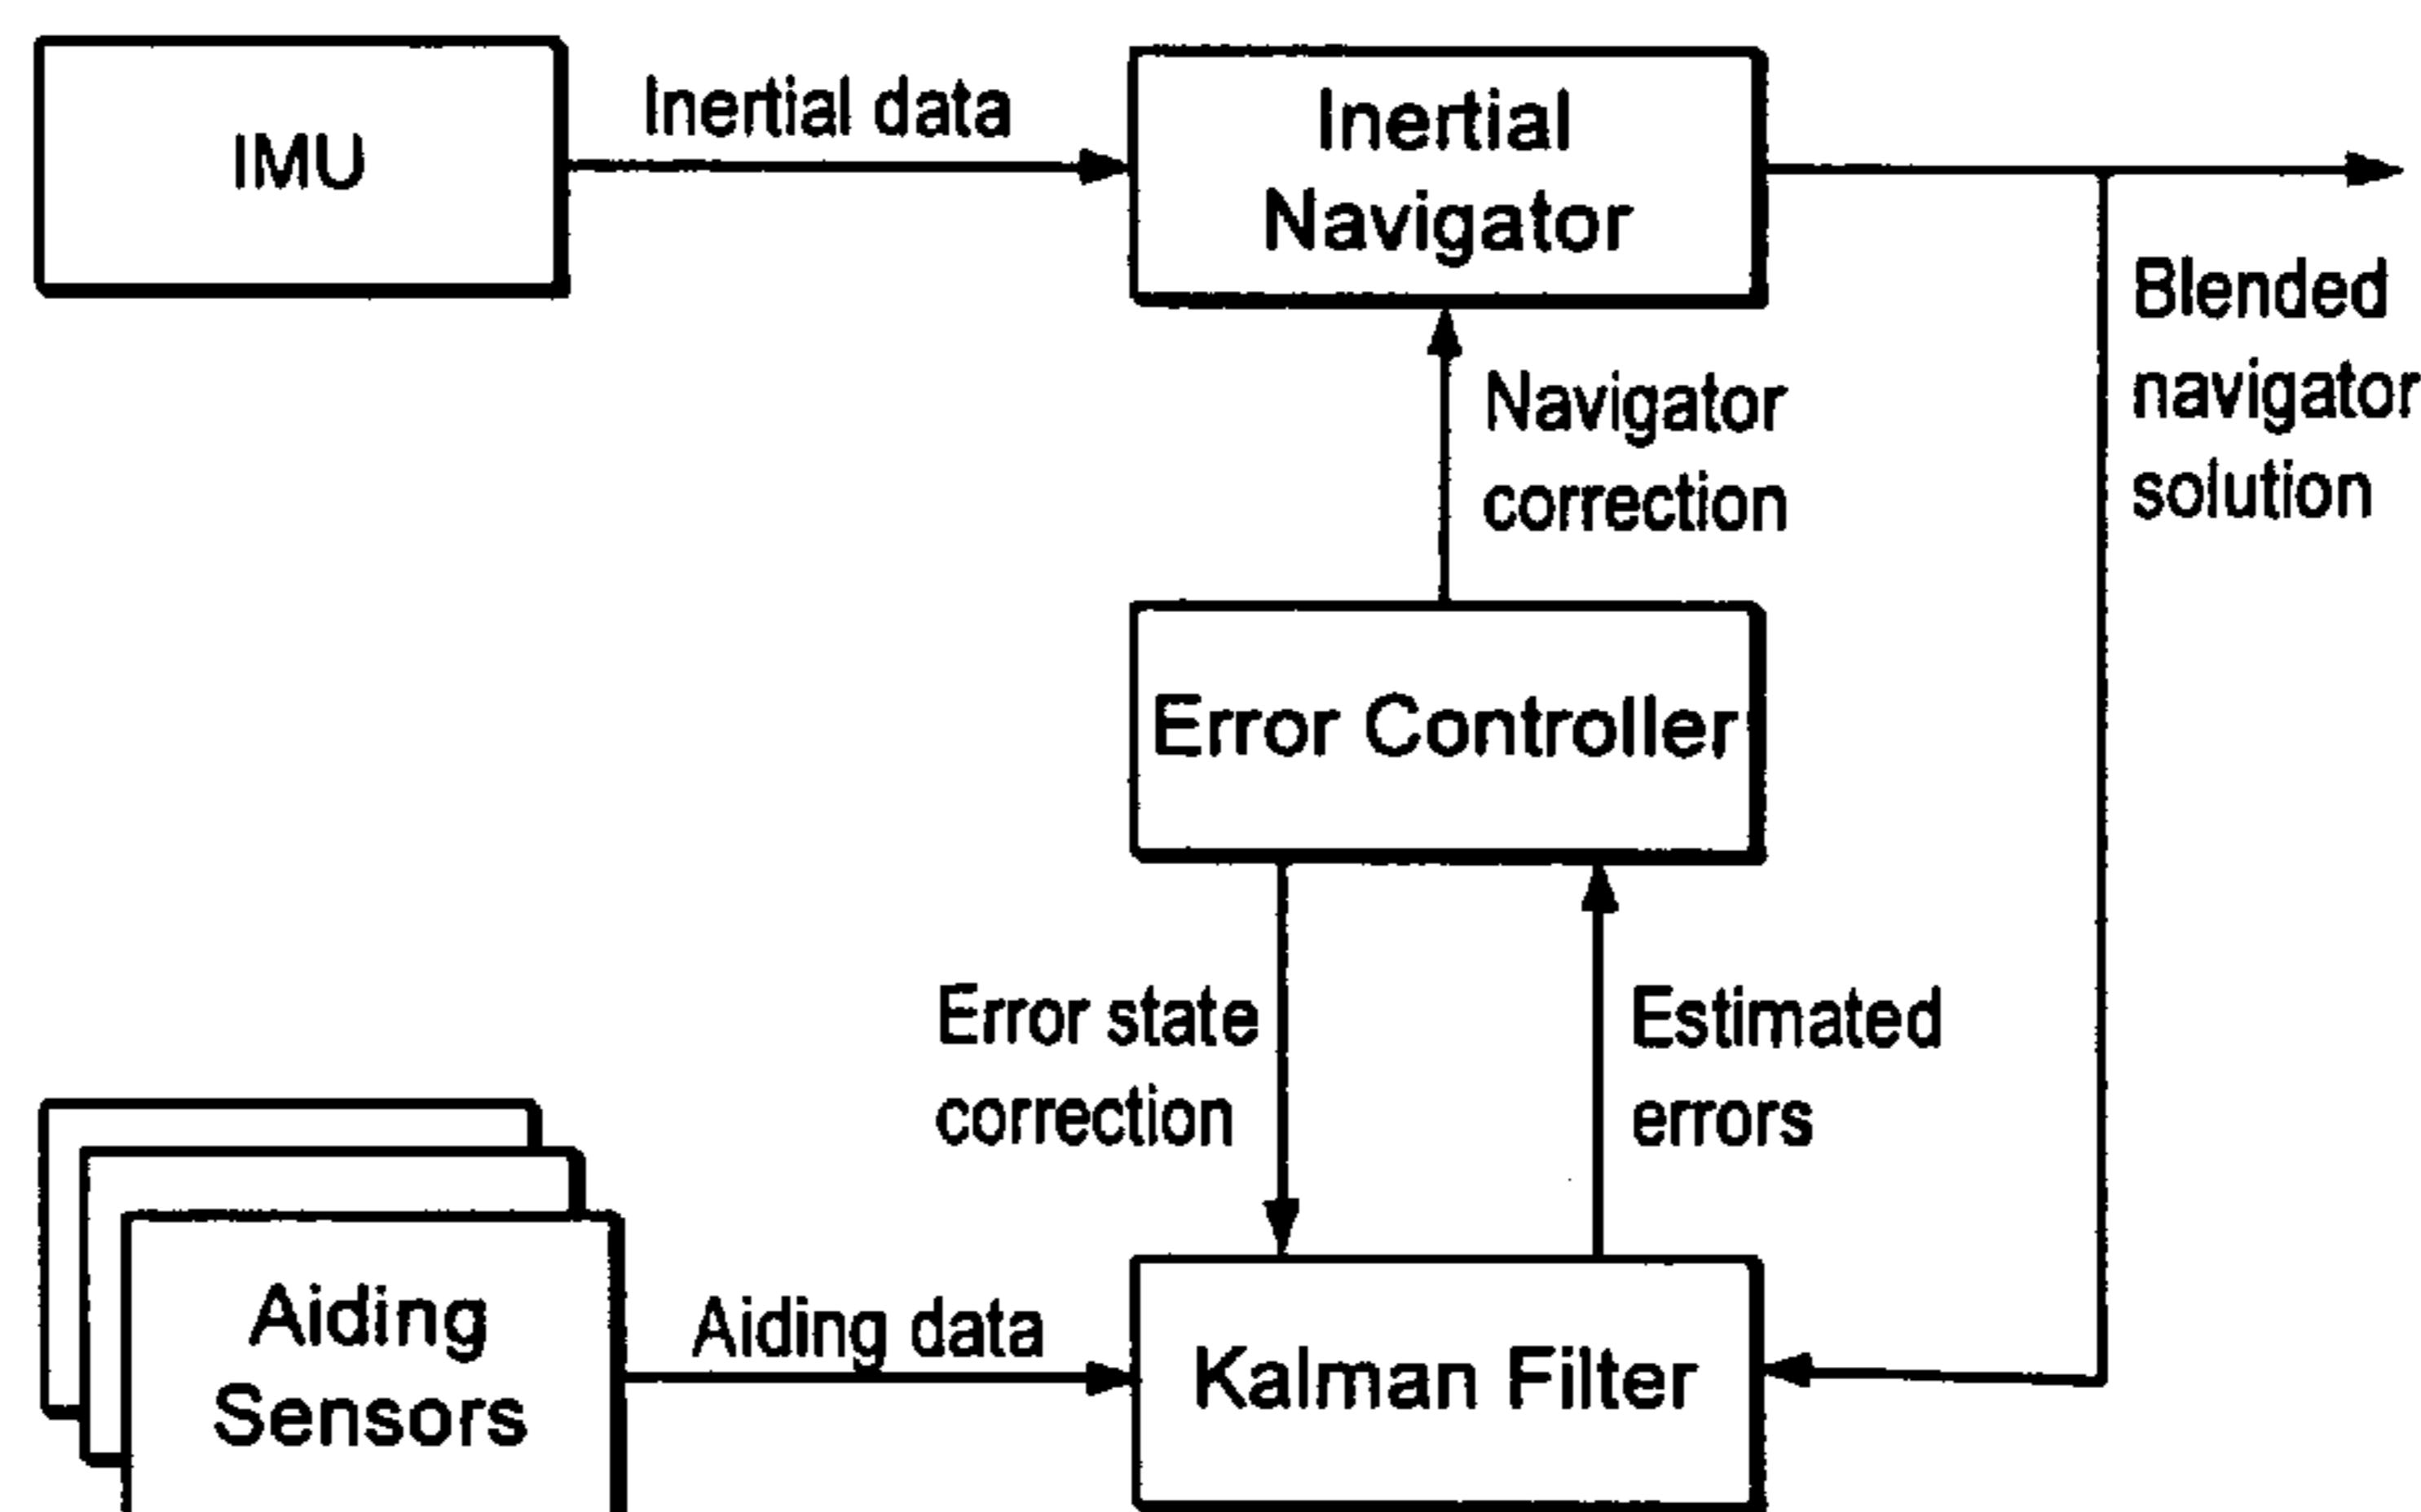 IMU
Inertial data
Inertial
Navigator
Blended
navigator
solution
Navigator
correction
Error Controller
Error state
correction
Estimated
errors
Aiding
Sensors
Aiding data
Kalman Filter